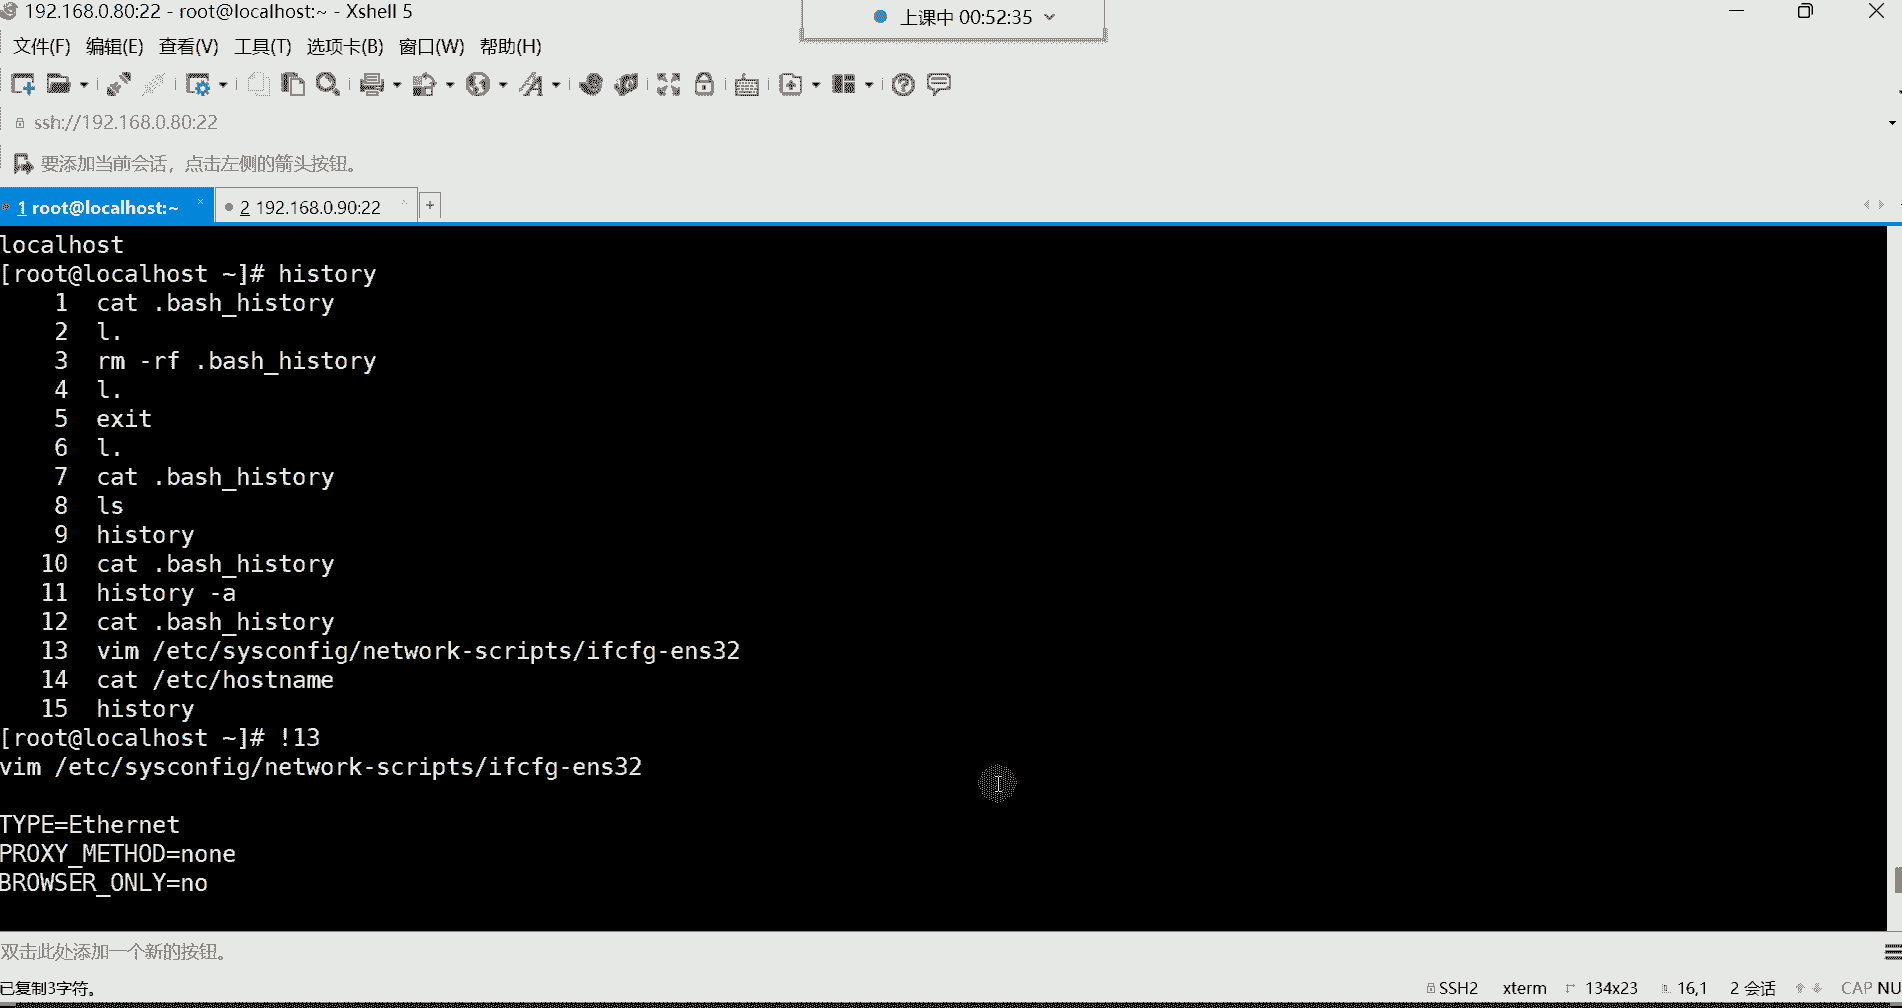 192.168.0.80:22 - root@localhost:~ - Xshell 5
上课中 00:52:35
文件(F) 编辑(E) 查看(V) 工具(T) 选项卡(B) 窗口(W) 帮助(H)
ssh://192.168.0.80:22
要添加当前会话，点击左侧的箭头按钮。
1 root@localhost:~ × 2 192.168.0.90:22 +
localhost
[root@localhost ~]# history
1 cat .bash_history
2 l.
3 rm -rf .bash_history
4 l.
5 exit
6 l.
7 cat .bash_history
8 ls
9 history
10 cat .bash_history
11 history -a
12 cat .bash_history
13 vim /etc/sysconfig/network-scripts/ifcfg-ens32
14 cat /etc/hostname
15 history
[root@localhost ~]# !13
vim /etc/sysconfig/network-scripts/ifcfg-ens32
TYPE=Ethernet
PROXY_METHOD=none
BROWSER_ONLY=no
双击此处添加一个新的按钮。
已复制3字符。 SSH2 xterm 134x23 16,1 2 会话 CAP NU